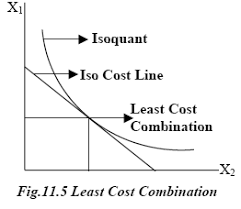 X1
Isoquant
Iso Cost Line
Least Cost
Combination
X2
Fig.11.5 Least Cost Combination